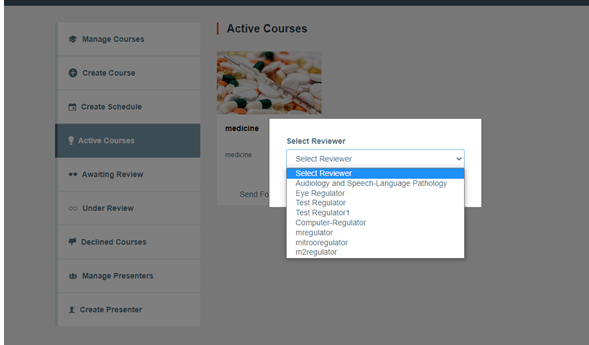 Manage Courses
Create Course
Create Schedule
Active Courses
Awaiting Review
Under Review
Declined Courses
Manage Presenters
Create Presenter
Active Courses
medicine
medicine
Send Fo
Select Reviewer
Select Reviewer
Select Reviewer
Audiology and Speech-Language Pathology
Eye Regulator
Test Regulator
Test Regulator1
Computer-Regulator
mregulator
mitrooregulator
m2regulator